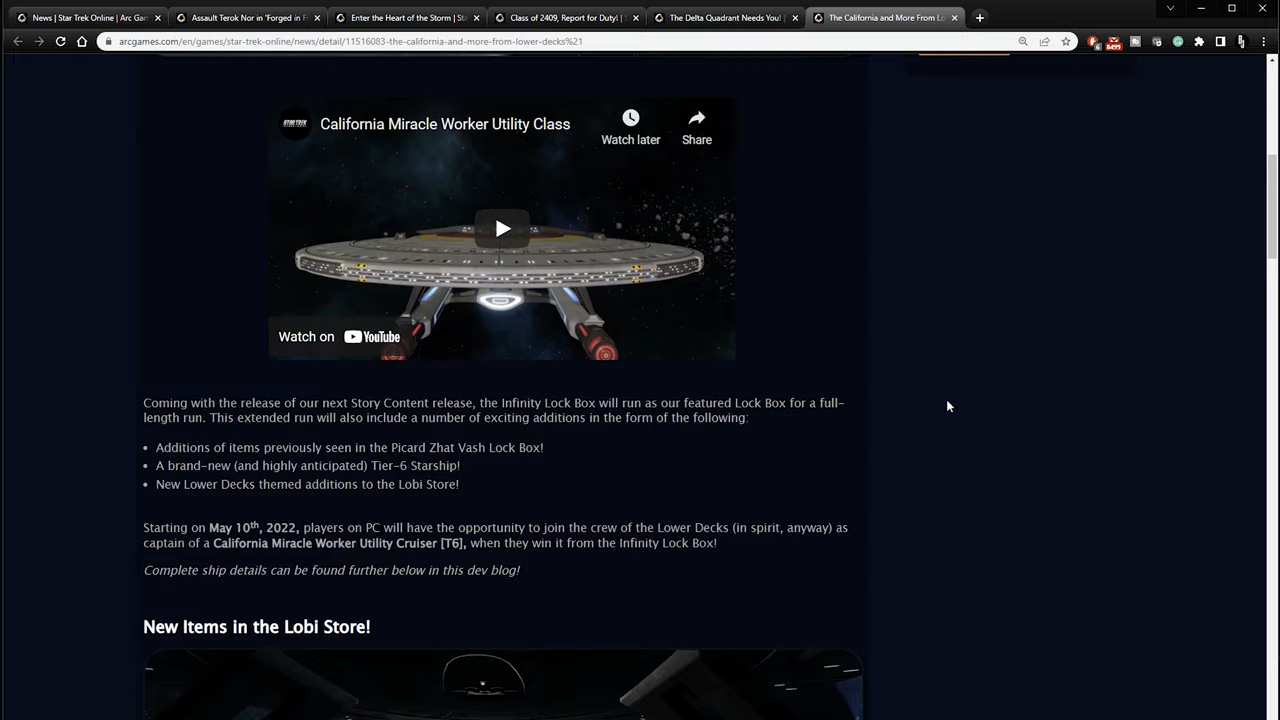 News | Star Trek Online | Arc Gam
Assault Terok Nor in 'Forged in F
Enter the Heart of the Storm | Sta
Class of 2409, Report for Duty! | S
The Delta Quadrant Needs You! |
The California and More From Lo
arcgames.com/en/games/star-trek-online/news/detail/11516083-the-california-and-more-from-lower-decks%21
California Miracle Worker Utility Class
Watch later
Share
Watch on YouTube
Coming with the release of our next Story Content release, the Infinity Lock Box will run as our featured Lock Box for a full-
length run. This extended run will also include a number of exciting additions in the form of the following:
• Additions of items previously seen in the Picard Zhat Vash Lock Box!
• A brand-new (and highly anticipated) Tier-6 Starship!
• New Lower Decks themed additions to the Lobi Store!
Starting on May 10th, 2022, players on PC will have the opportunity to join the crew of the Lower Decks (in spirit, anyway) as
captain of a California Miracle Worker Utility Cruiser [T6], when they win it from the Infinity Lock Box!
Complete ship details can be found further below in this dev blog!
New Items in the Lobi Store!